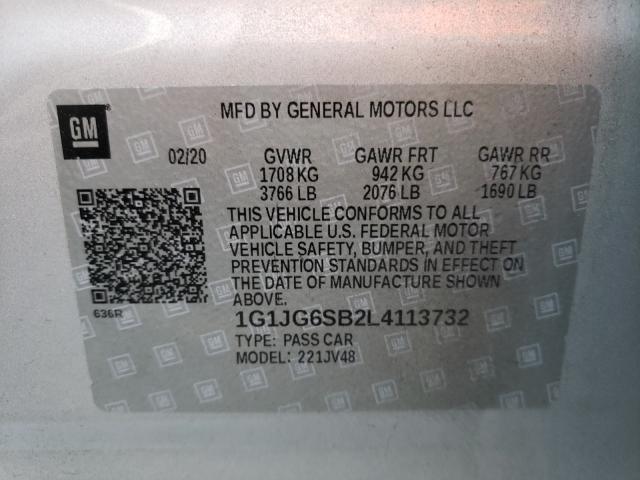 GM
MFD BY GENERAL MOTORS LLC
02/20 GVWR GAWR FRT GAWR RR
1708 KG 942 KG 767 KG
3766 LB 2076 LB 1690 LB
THIS VEHICLE CONFORMS TO ALL
APPLICABLE U.S. FEDERAL MOTOR
VEHICLE SAFETY, BUMPER, AND THEFT
PREVENTION STANDARDS IN EFFECT ON
THE DATE OF MANUFACTURE SHOWN
ABOVE.
636R
1G1JG6SB2L4113732
TYPE: PASS CAR
MODEL: 221JV48